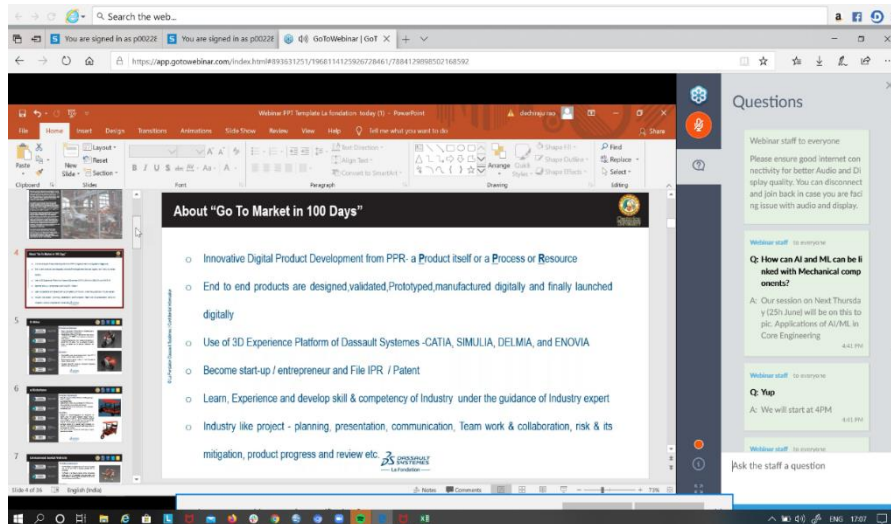 Search the web...
You are signed in as p0022E
You are signed in as p0022E
GoToWebinar | GoT
https://app.gotowebinar.com/index.html#893631251/1968114125926728461/7884129898502168592
Webinar PPT Template La fondation today (1) - PowerPoint
File Home Insert Design Transitions Animations Slide Show Review View Help Tell me what you want to do
Share
Paste
New Slide
Layout
Reset
Section
Text Direction
Align Text
Convert to SmartArt
Arrange
Quick Styles
Shape Fill
Shape Outline
Shape Effects
Find
Replace
Select
Clipboard Slides Font Paragraph Drawing Editing
4
5
6
7
About "Go To Market in 100 Days"
Innovative Digital Product Development from PPR- a Product itself or a Process or Resource
End to end products are designed,validated,Prototyped,manufactured digitally and finally launched
digitally
Use of 3D Experience Platform of Dassault Systemes -CATIA, SIMULIA, DELMIA, and ENOVIA
Become start-up / entrepreneur and File IPR / Patent
Learn, Experience and develop skill & competency of Industry under the guidance of Industry expert
Industry like project - planning, presentation, communication, Team work & collaboration, risk & its
mitigation, product progress and review etc.
DASSAULT SYSTEMES
La Fondation
Slide 4 of 36 English (India)
Notes Comments 73%
Questions
Webinar staff to everyone
Please ensure good internet con
nectivity for better Audio and Di
splay quality. You can disconnect
and join back in case you are faci
ng issue with audio and display.
Webinar staff to everyone
Q: How can AI and ML can be li
nked with Mechanical comp
onents?
A: Our session on Next Thursda
y (25h June) will be on this to
pic. Applications of AI/ML in
Core Engineering
4:41 PM
Webinar staff to everyone
Q: Yup
A: We will start at 4PM
4:41 PM
Webinar staff to everyone
Ask the staff a question
ENG 17:07